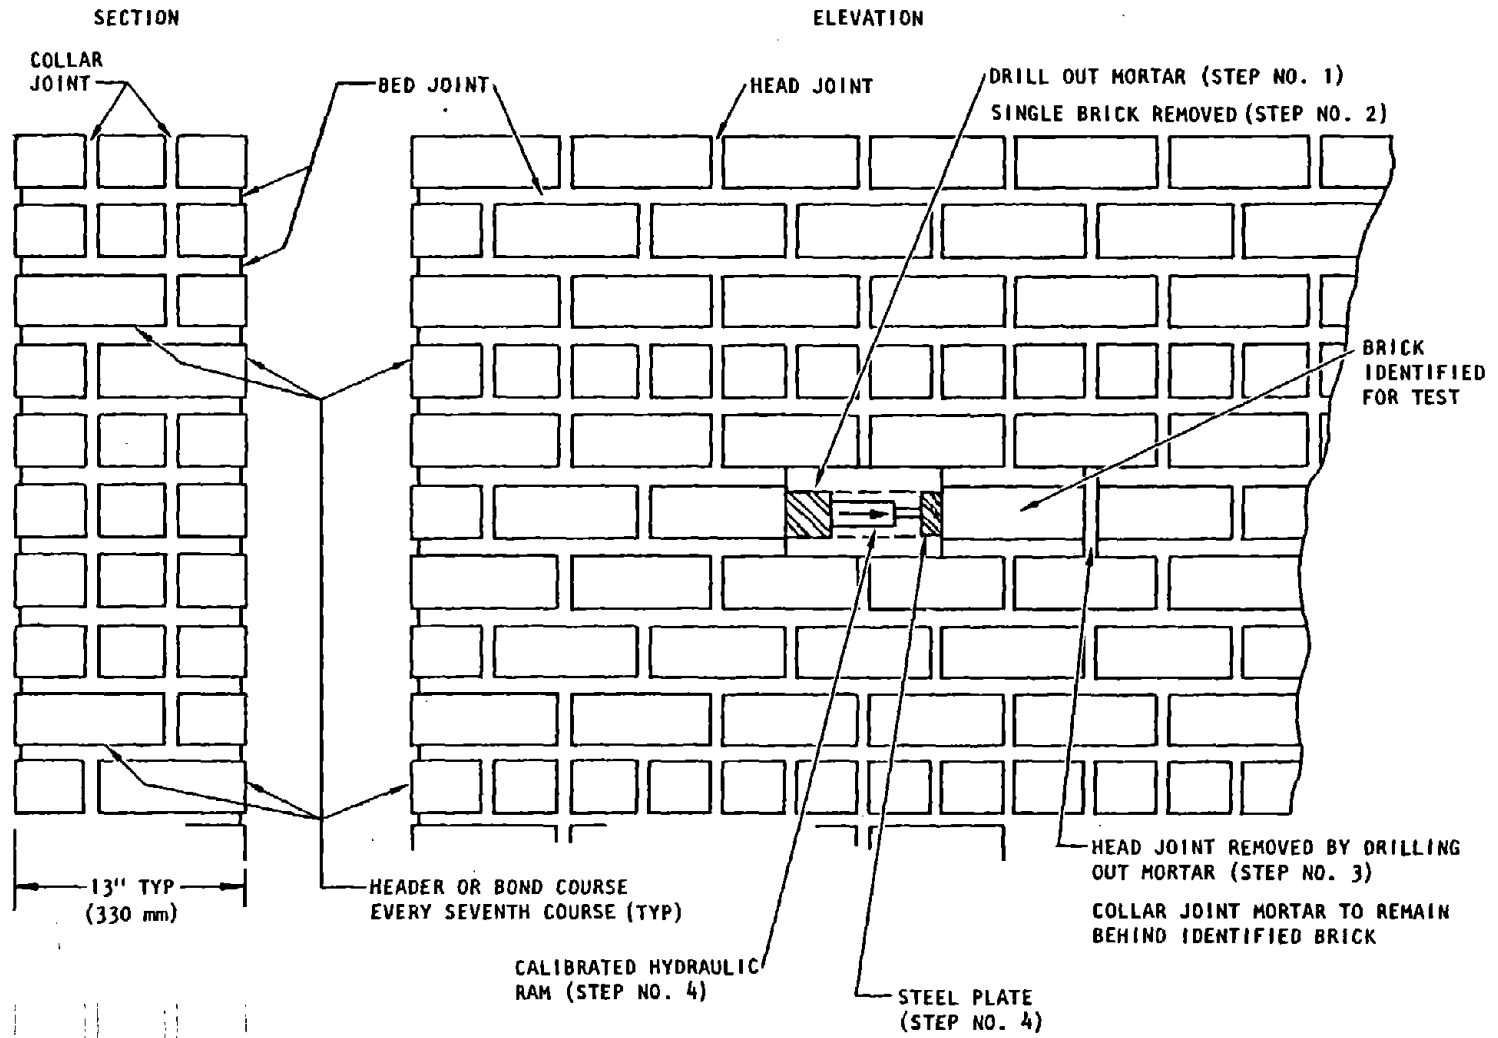 SECTION
ELEVATION
COLLAR
JOINT
BED JOINT
HEAD JOINT
DRILL OUT MORTAR (STEP NO. 1)
SINGLE BRICK REMOVED (STEP NO. 2)
BRICK
IDENTIFIED
FOR TEST
13" TYP
(330 mm)
HEADER OR BOND COURSE
EVERY SEVENTH COURSE (TYP)
HEAD JOINT REMOVED BY DRILLING
OUT MORTAR (STEP NO. 3)
COLLAR JOINT MORTAR TO REMAIN
BEHIND IDENTIFIED BRICK
CALIBRATED HYDRAULIC
RAM (STEP NO. 4)
STEEL PLATE
(STEP NO. 4)